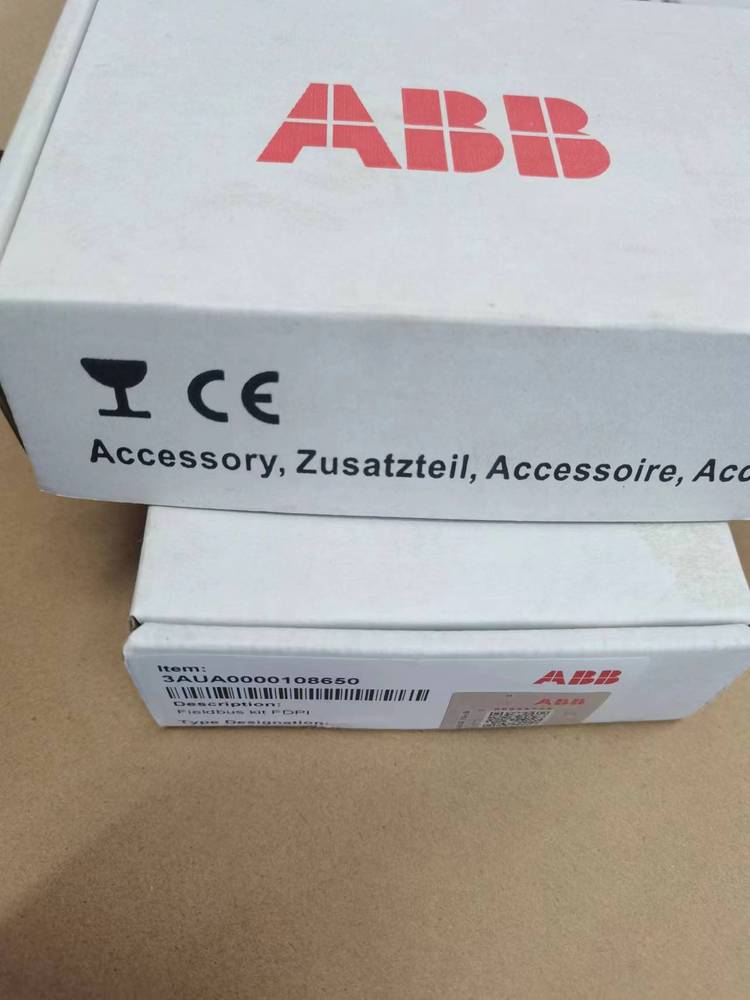 ABB
CE
Accessory, Zusatzteil, Accessoire, Acc
Item:
3AUA0000108650
ABB
Description:
Fieldbus kit FDPI
Type Designation:
ABB